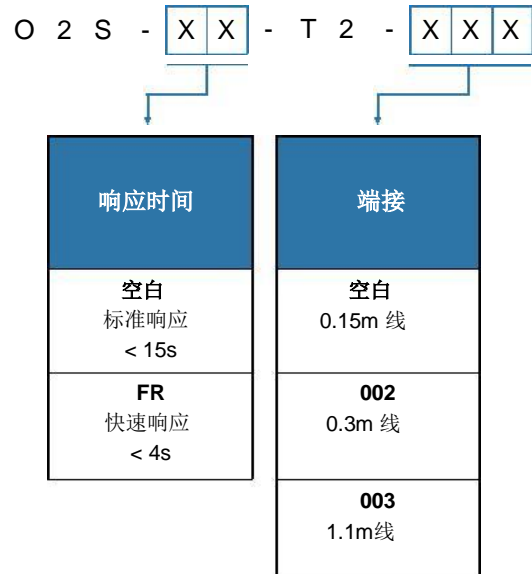 O 2 S - X X - T 2 - X X X
响应时间
空白
标准响应
< 15s
FR
快速响应
< 4s
端接
空白
0.15m 线
002
0.3m 线
003
1.1m线